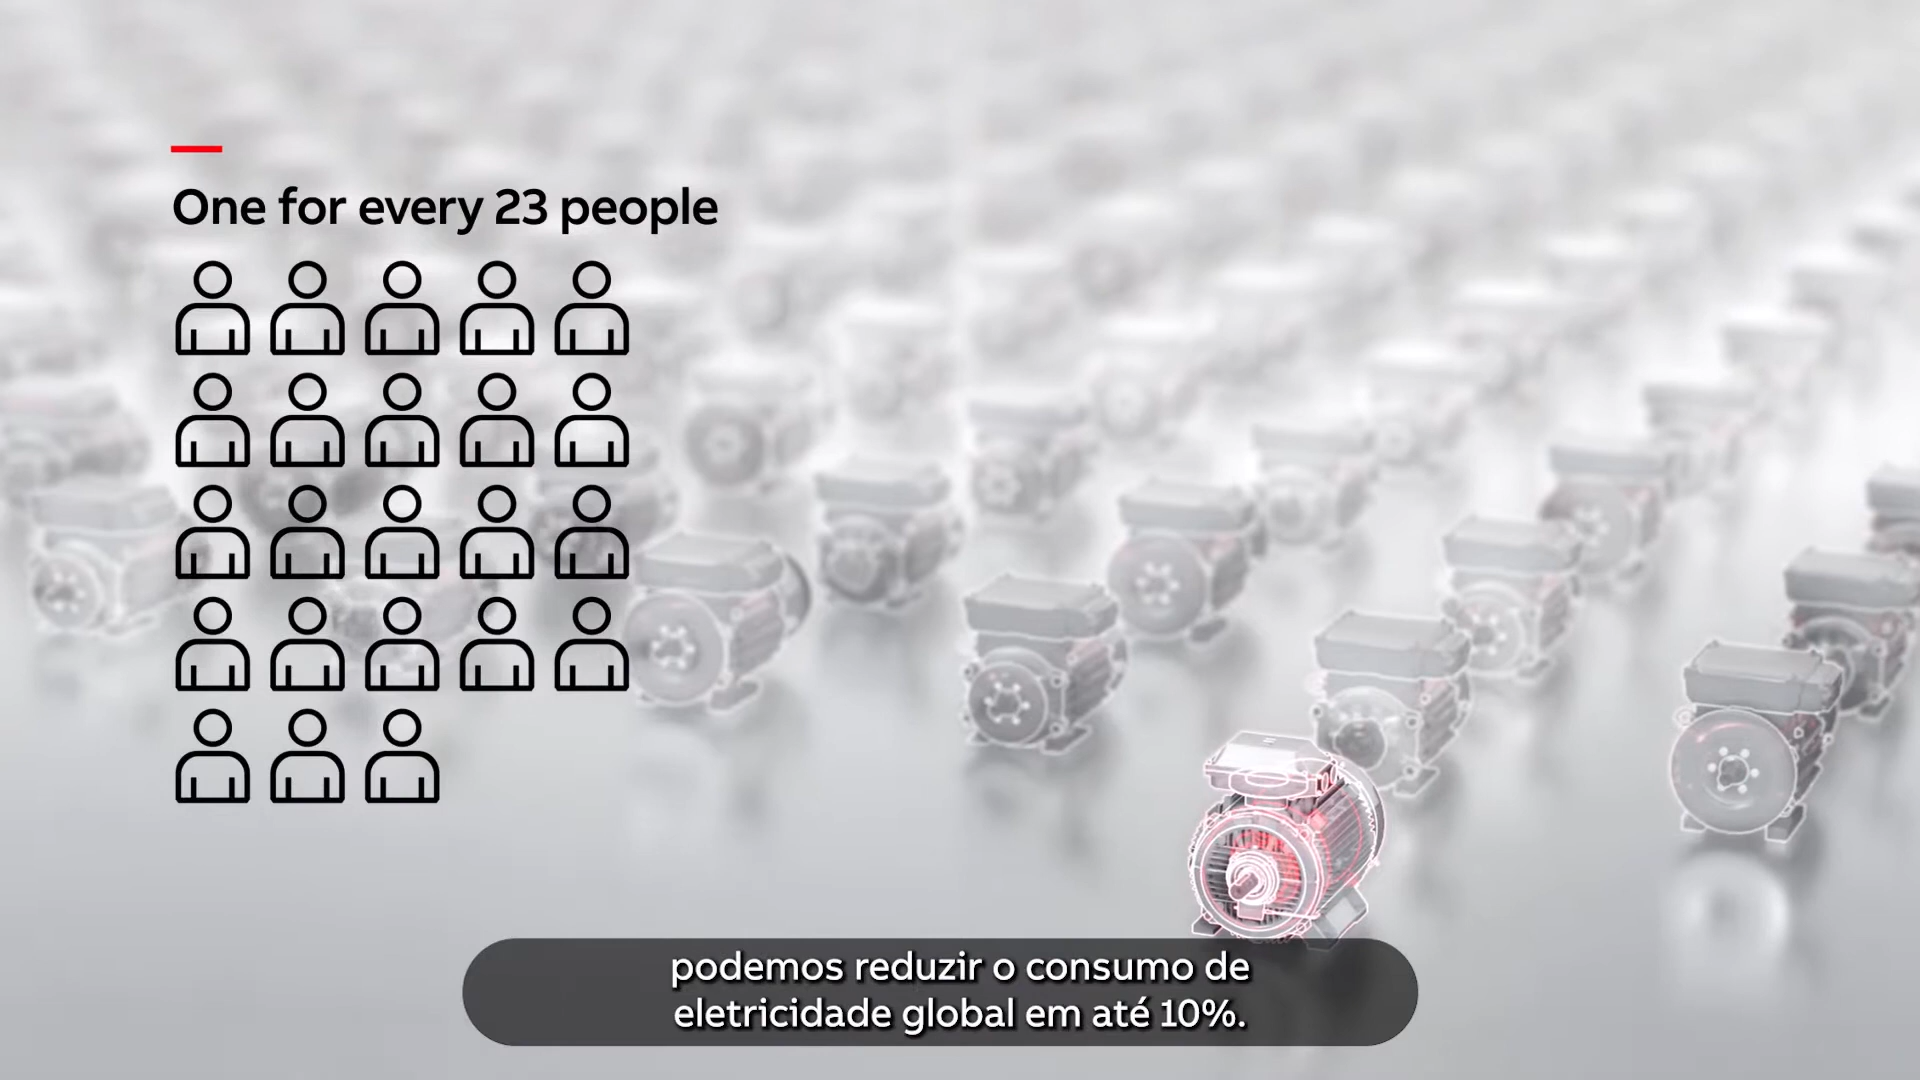 One for every 23 people
podemos reduzir o consumo de
eletricidade global em até 10%.